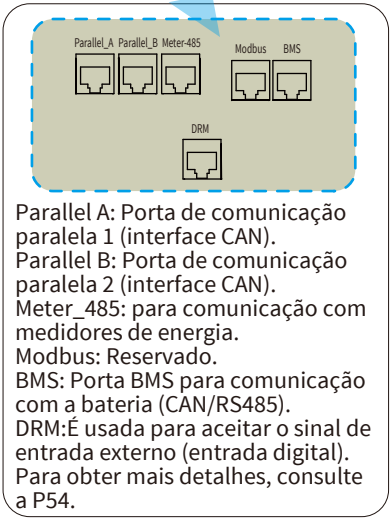 Parallel_A Parallel_B Meter-485 Modbus BMS
DRM
Parallel A: Porta de comunicação
paralela 1 (interface CAN).
Parallel B: Porta de comunicação
paralela 2 (interface CAN).
Meter_485: para comunicação com
medidores de energia.
Modbus: Reservado.
BMS: Porta BMS para comunicação
com a bateria (CAN/RS485).
DRM:É usada para aceitar o sinal de
entrada externo (entrada digital).
Para obter mais detalhes, consulte
a P54.